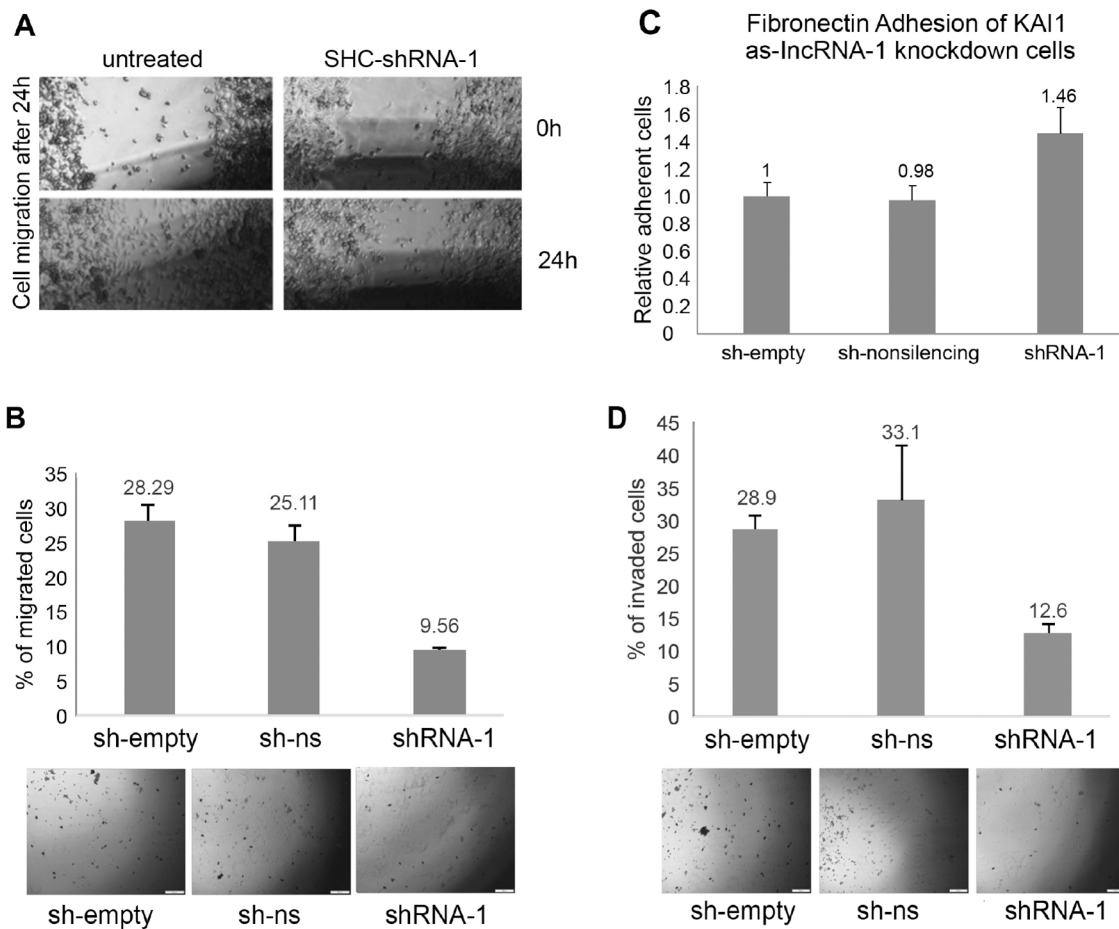 A
untreated
SHC-shRNA-1
Cell migration after 24h
0h
24h
C
Fibronectin Adhesion of KAI1
as-lncRNA-1 knockdown cells
Relative adherent cells
1.8
1.6
1.4
1.2
1.0
0.8
0.6
0.4
0.2
0
1
0.98
1.46
sh-empty
sh-nonsilencing
shRNA-1
B
% of migrated cells
35
30
25
20
15
10
5
0
28.29
25.11
9.56
sh-empty
sh-ns
shRNA-1
sh-empty
sh-ns
shRNA-1
D
% of invaded cells
45
40
35
30
25
20
15
10
5
0
28.9
33.1
12.6
sh-empty
sh-ns
shRNA-1
sh-empty
sh-ns
shRNA-1